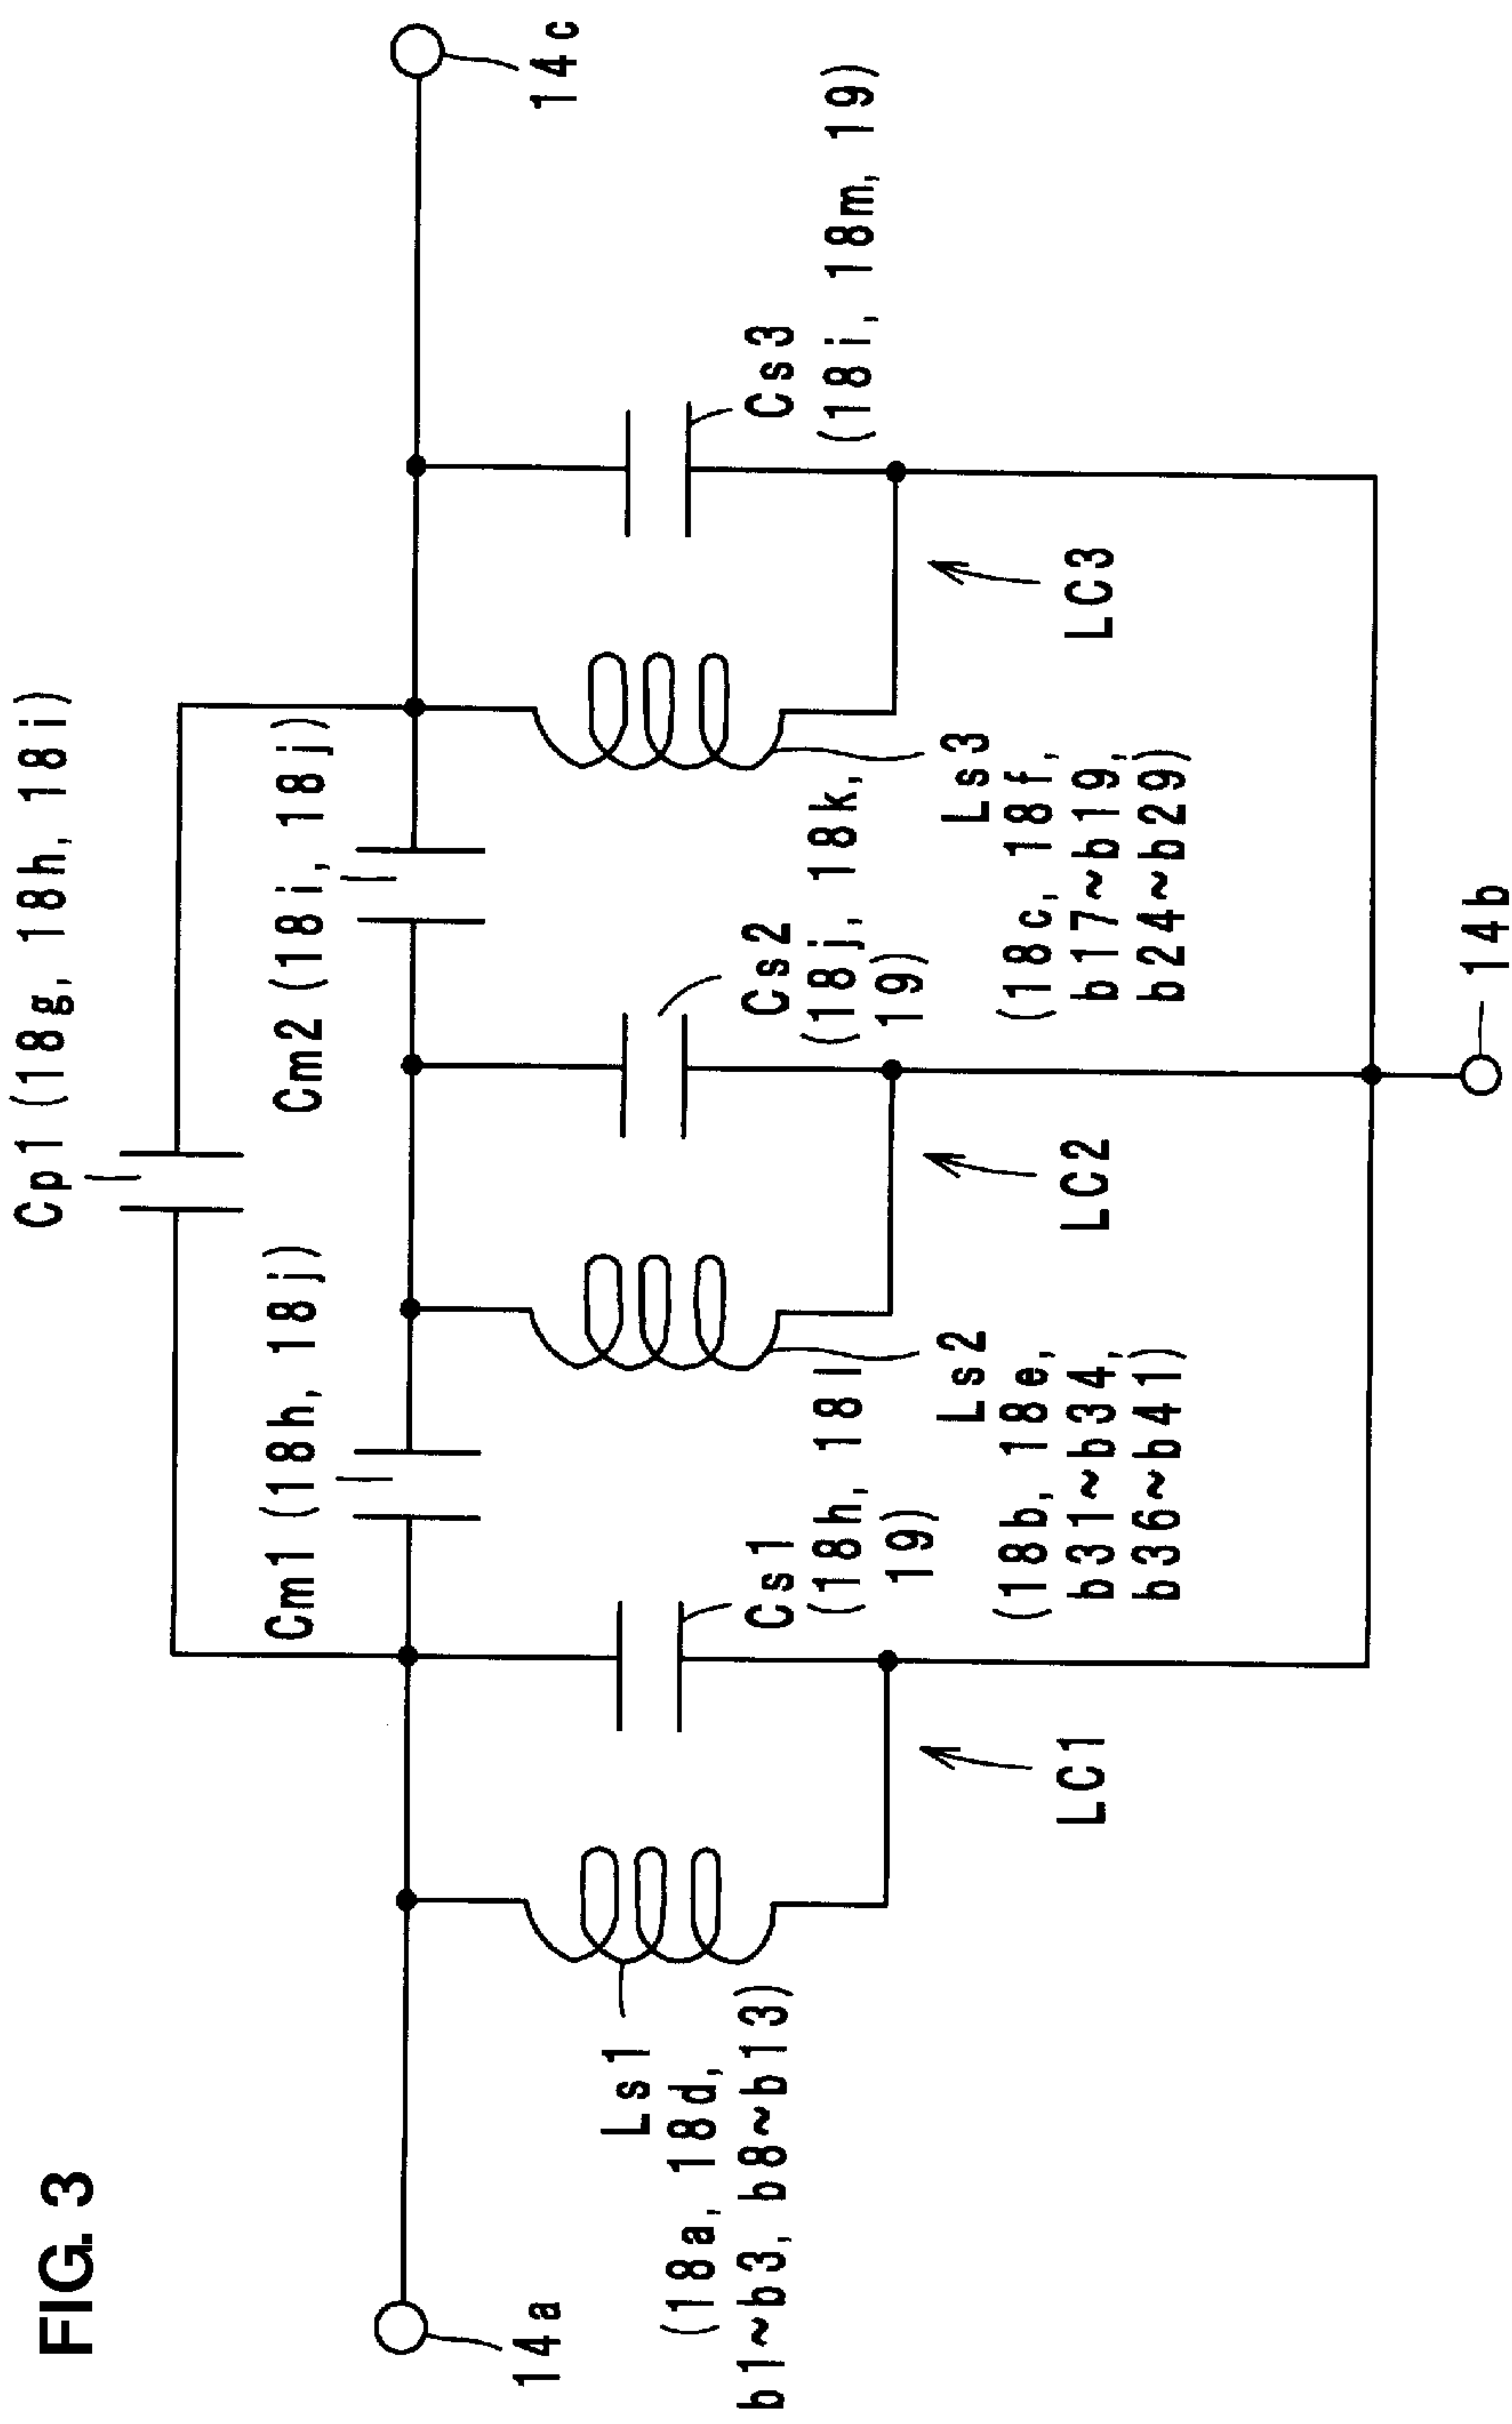 FIG. 3
Cp1 (18g, 18h, 18i)
Cm1 (18h, 18j)
Cm2 (18i, 18j)
14a
14c
Ls1
(18a, 18d,
b1~b3, b8~b13)
Cs1
(18h, 18l
19)
Ls2
(18b, 18e,
b31~b34,
b36~b41)
Cs2
(18j, 18k,
19)
Ls3
(18c, 18f,
b17~b19,
b24~b29)
Cs3
(18i, 18m, 19)
LC1
LC2
LC3
14b